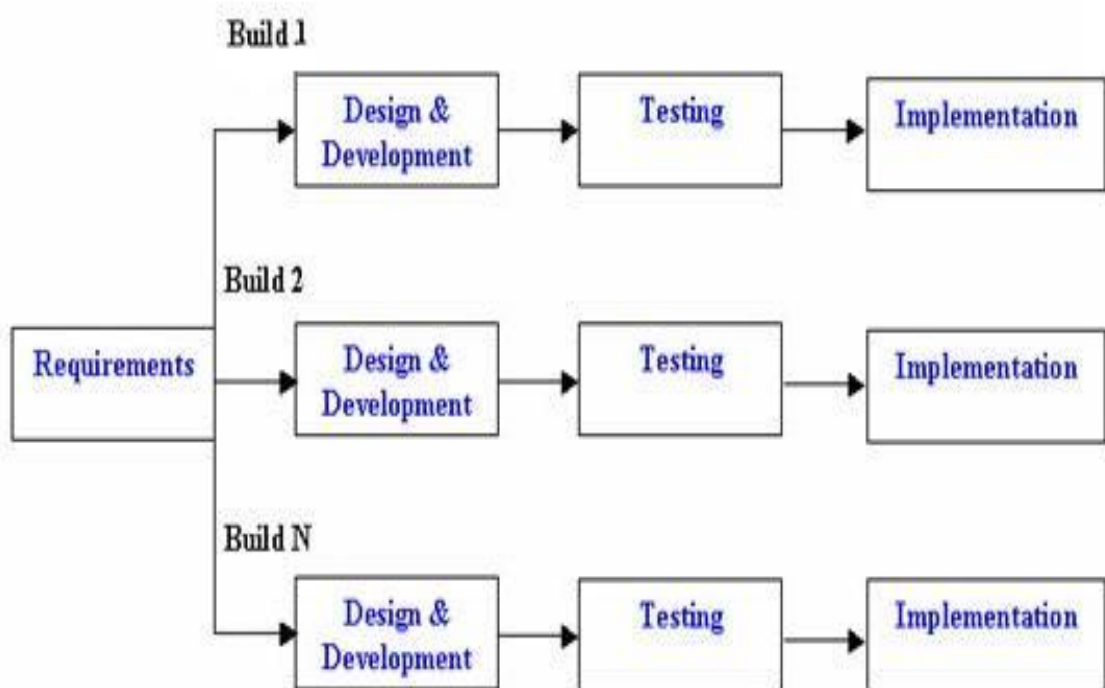 Build 1
Design &
Development
Testing
Implementation
Build 2
Requirements
Design &
Development
Testing
Implementation
Build N
Design &
Development
Testing
Implementation